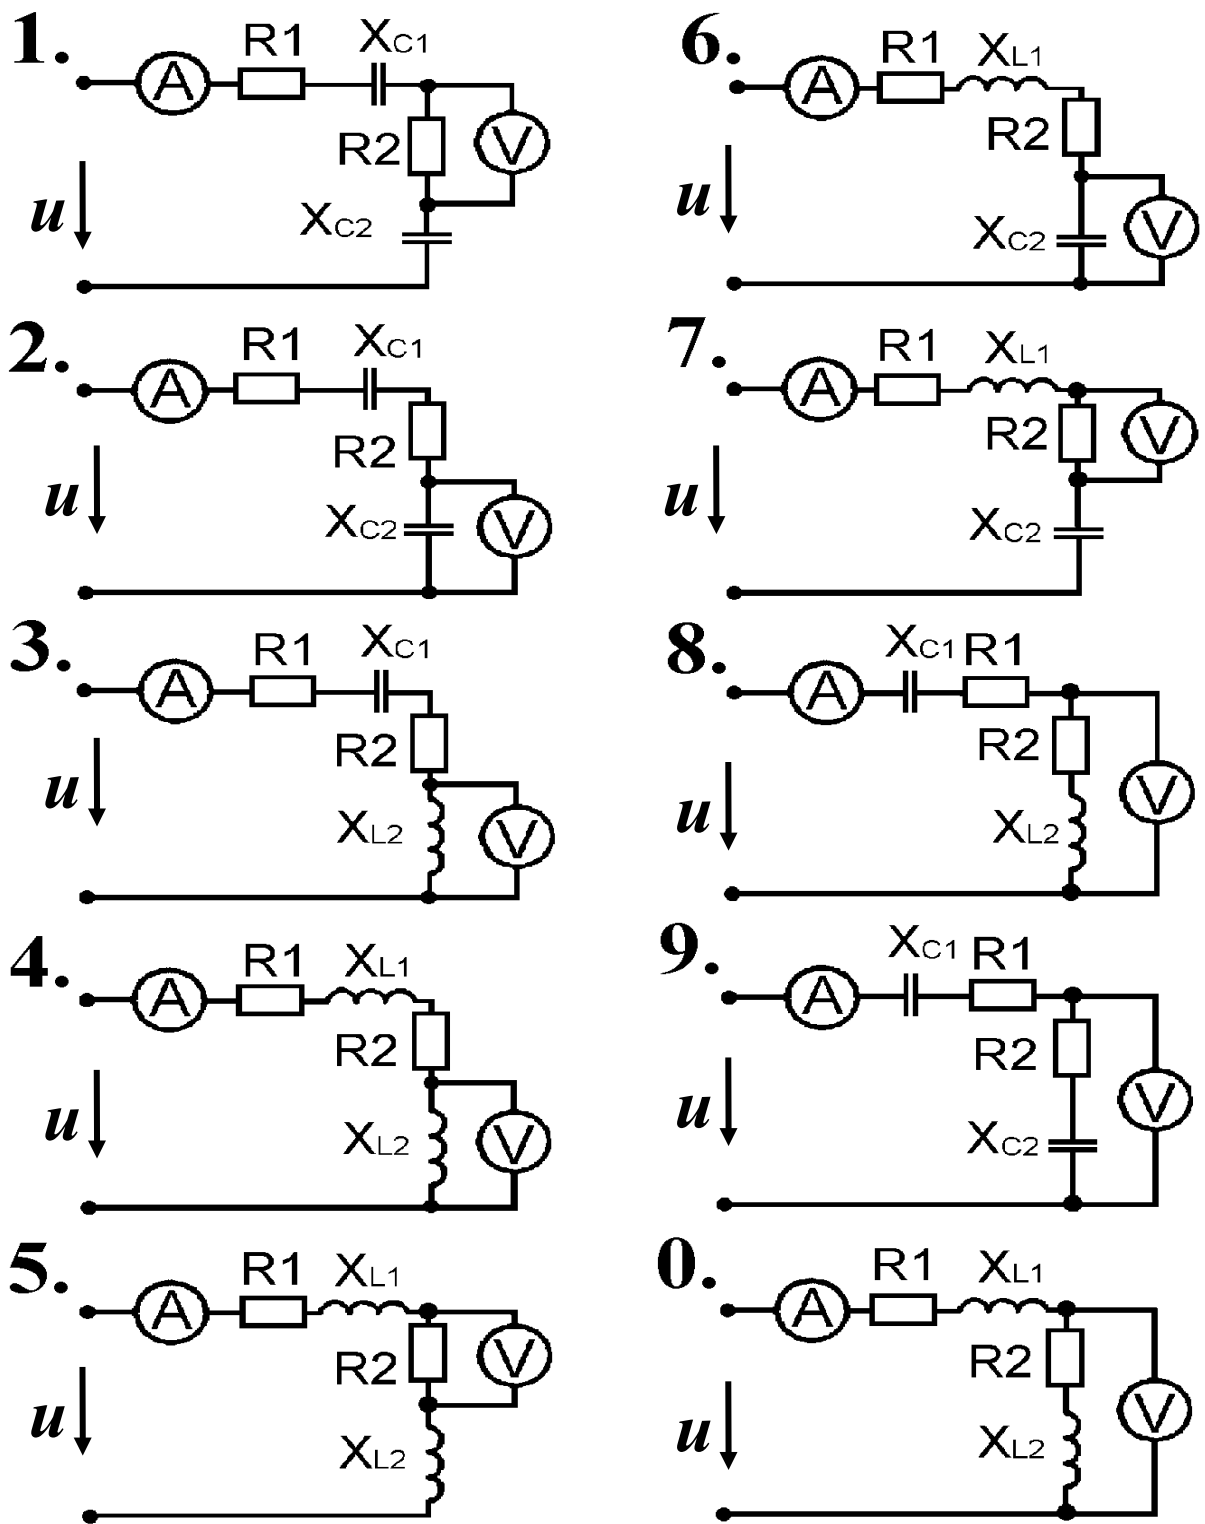 1.
A
R1
XC1
R2
V
XC2
u
2.
A
R1
XC1
R2
XC2
V
u
3.
A
R1
XC1
R2
XL2
V
u
4.
A
R1
XL1
R2
XL2
V
u
5.
A
R1
XL1
R2
V
XL2
u
6.
A
R1
XL1
R2
XC2
V
u
7.
A
R1
XL1
R2
V
XC2
u
8.
A
XC1
R1
R2
XL2
V
u
9.
A
XC1
R1
R2
XC2
V
u
0.
A
R1
XL1
R2
XL2
V
u